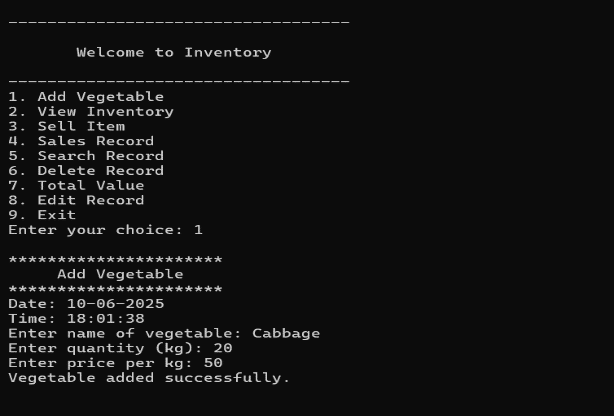 -----------------------------------
Welcome to Inventory
-----------------------------------
1. Add Vegetable
2. View Inventory
3. Sell Item
4. Sales Record
5. Search Record
6. Delete Record
7. Total Value
8. Edit Record
9. Exit
Enter your choice: 1
**********************
Add Vegetable
**********************
Date: 10-06-2025
Time: 18:01:38
Enter name of vegetable: Cabbage
Enter quantity (kg): 20
Enter price per kg: 50
Vegetable added successfully.